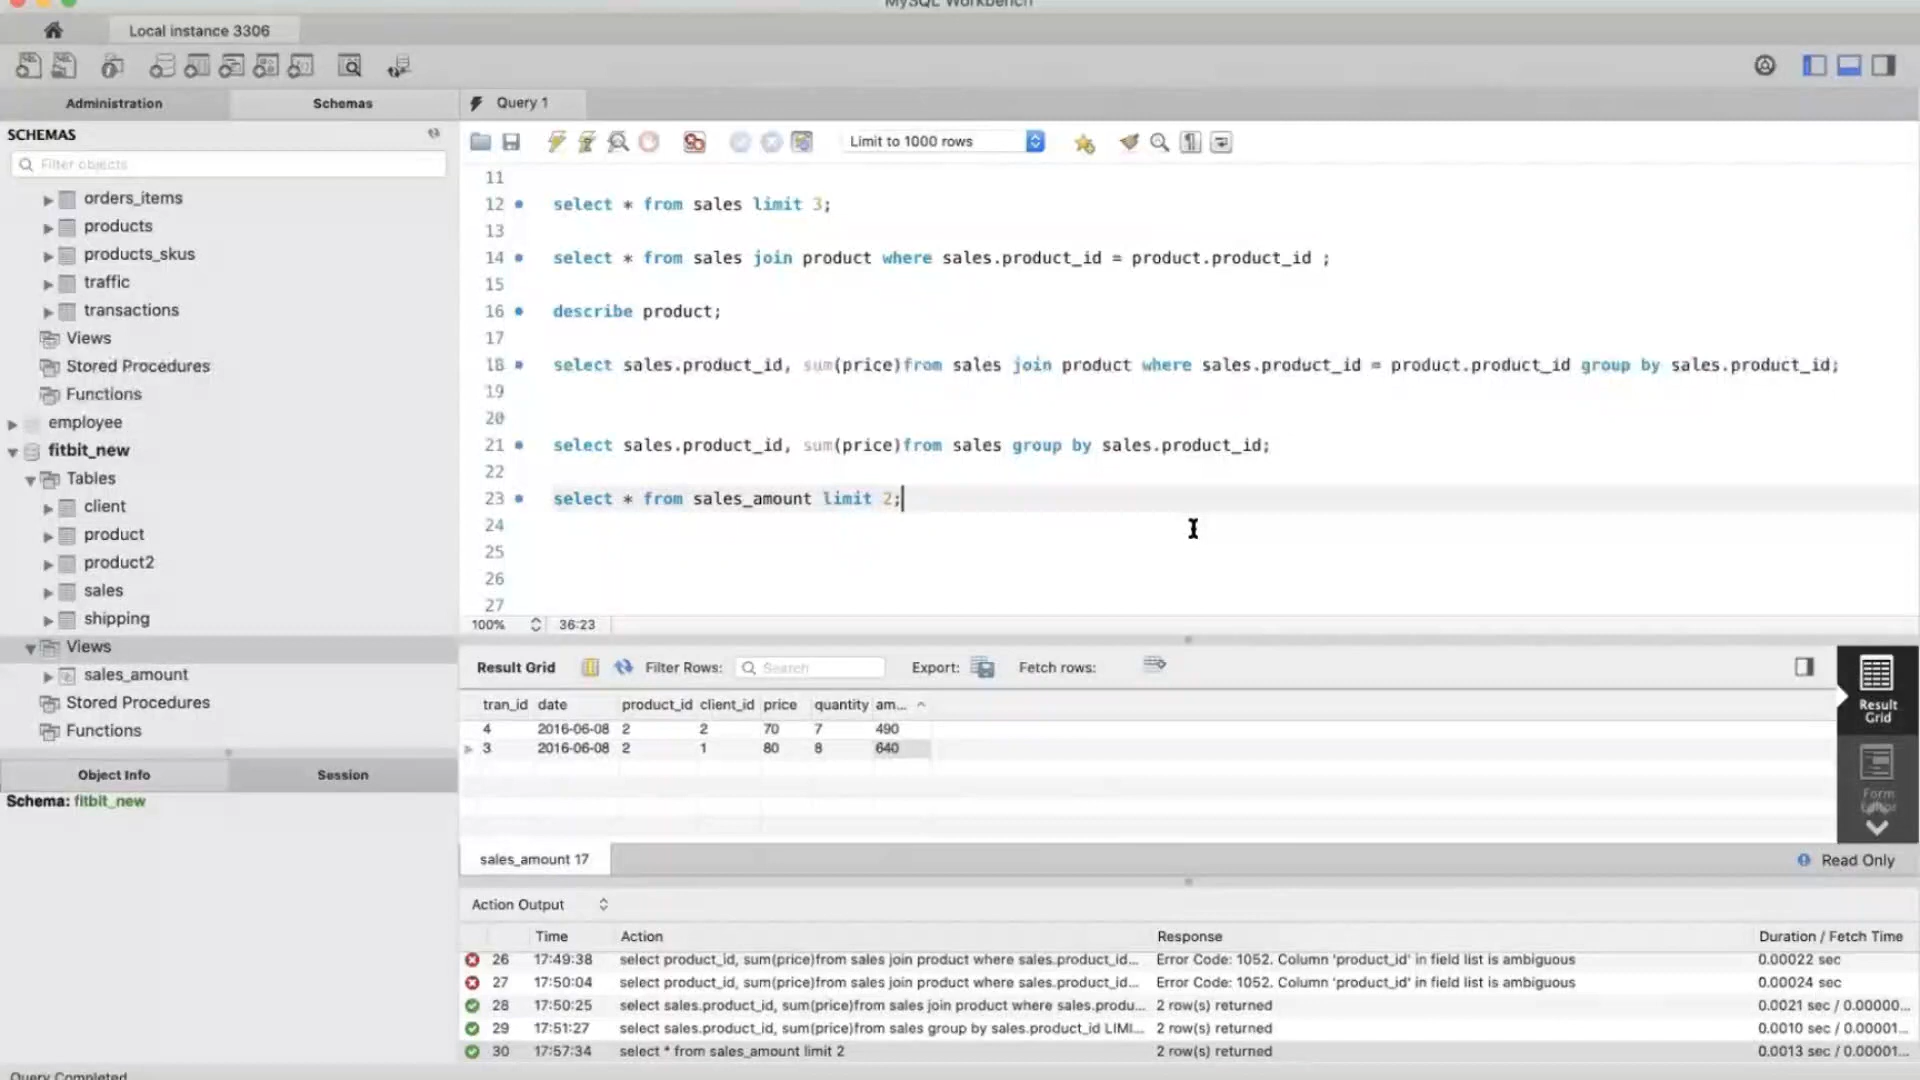 MySQL Workbench
Local instance 3306
Administration
Schemas
SCHEMAS
Filter objects
orders_items
products
products_skus
traffic
transactions
Views
Stored Procedures
Functions
employee
fitbit_new
Tables
client
product
product2
sales
shipping
Views
sales_amount
Stored Procedures
Functions
Object Info
Session
Schema: fitbit_new
Query 1
Limit to 1000 rows
11
12 select * from sales limit 3;
13
14 select * from sales join product where sales.product_id = product.product_id ;
15
16 describe product;
17
18 select sales.product_id, sum(price)from sales join product where sales.product_id = product.product_id group by sales.product_id;
19
20
21 select sales.product_id, sum(price)from sales group by sales.product_id;
22
23 select * from sales_amount limit 2;
24
25
26
27
100% 36:23
Result Grid Filter Rows: Search Export: Fetch rows:
tran_id date product_id client_id price quantity am...
4 2016-06-08 2 2 70 7 490
3 2016-06-08 2 1 80 8 640
Result
Grid
Form
Editor
sales_amount 17
Read Only
Action Output
Time Action Response Duration / Fetch Time
26 17:49:38 select product_id, sum(price)from sales join product where sales.product_id... Error Code: 1052. Column 'product_id' in field list is ambiguous 0.00022 sec
27 17:50:04 select product_id, sum(price)from sales join product where sales.product_id... Error Code: 1052. Column 'product_id' in field list is ambiguous 0.00024 sec
28 17:50:25 select sales.product_id, sum(price)from sales join product where sales.produ... 2 row(s) returned 0.0021 sec / 0.00000...
29 17:51:27 select sales.product_id, sum(price)from sales group by sales.product_id LIMI... 2 row(s) returned 0.0010 sec / 0.00001...
30 17:57:34 select * from sales_amount limit 2 2 row(s) returned 0.0013 sec / 0.00001...
Query Completed